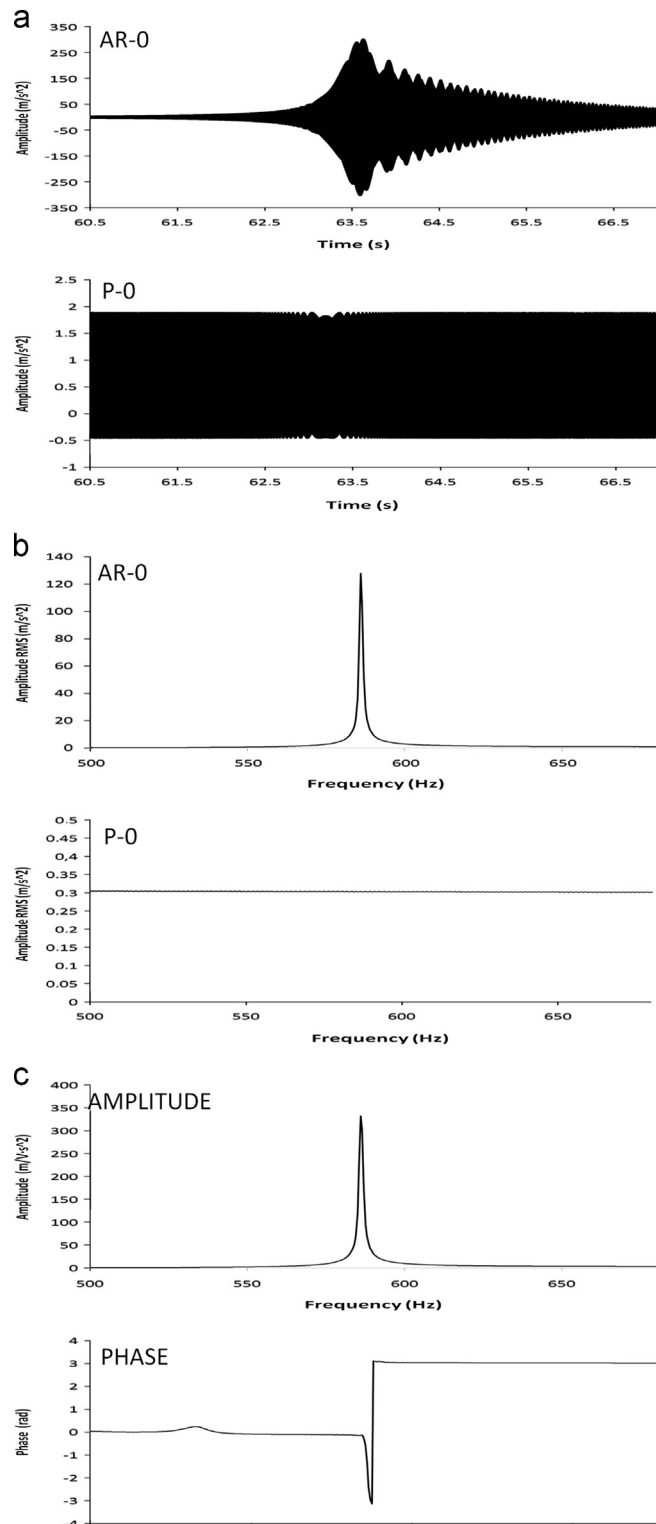 a
AR-0
Amplitude (m/s^2)
350
250
150
50
-50
-150
-250
-350
60.5 61.5 62.5 63.5 64.5 65.5 66.5
Time (s)
P-0
Amplitude (m/s^2)
2.5
2
1.5
1
0.5
0
-0.5
-1
60.5 61.5 62.5 63.5 64.5 65.5 66.5
Time (s)
b
AR-0
Amplitude RMS (m/s^2)
140
120
100
80
60
40
20
0
500 550 600 650
Frequency (Hz)
P-0
Amplitude RMS (m/s^2)
0.5
0.45
0.4
0.35
0.3
0.25
0.2
0.15
0.1
0.05
0
500 550 600 650
Frequency (Hz)
c
AMPLITUDE
Amplitude (m/V·s^2)
400
350
300
250
200
150
100
50
0
500 550 600 650
Frequency (Hz)
PHASE
Phase (rad)
4
3
2
1
0
-1
-2
-3
-4